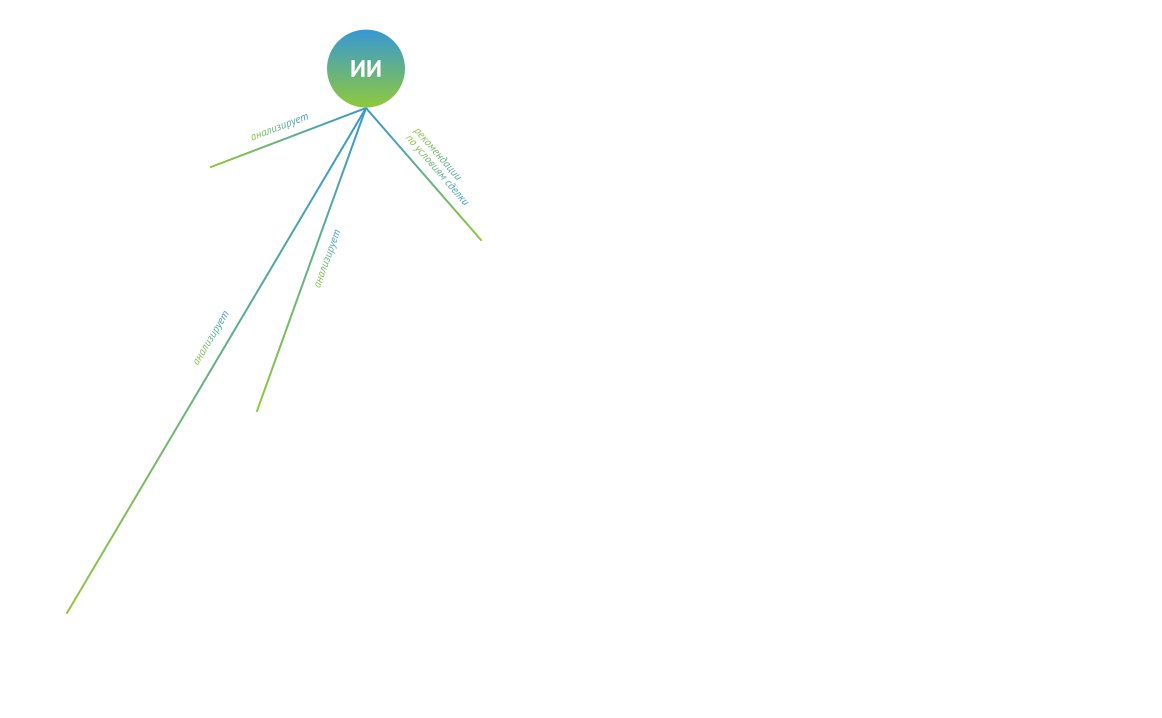 ИИ
анализирует
рекомендации
по условиям сделки
анализирует
анализирует